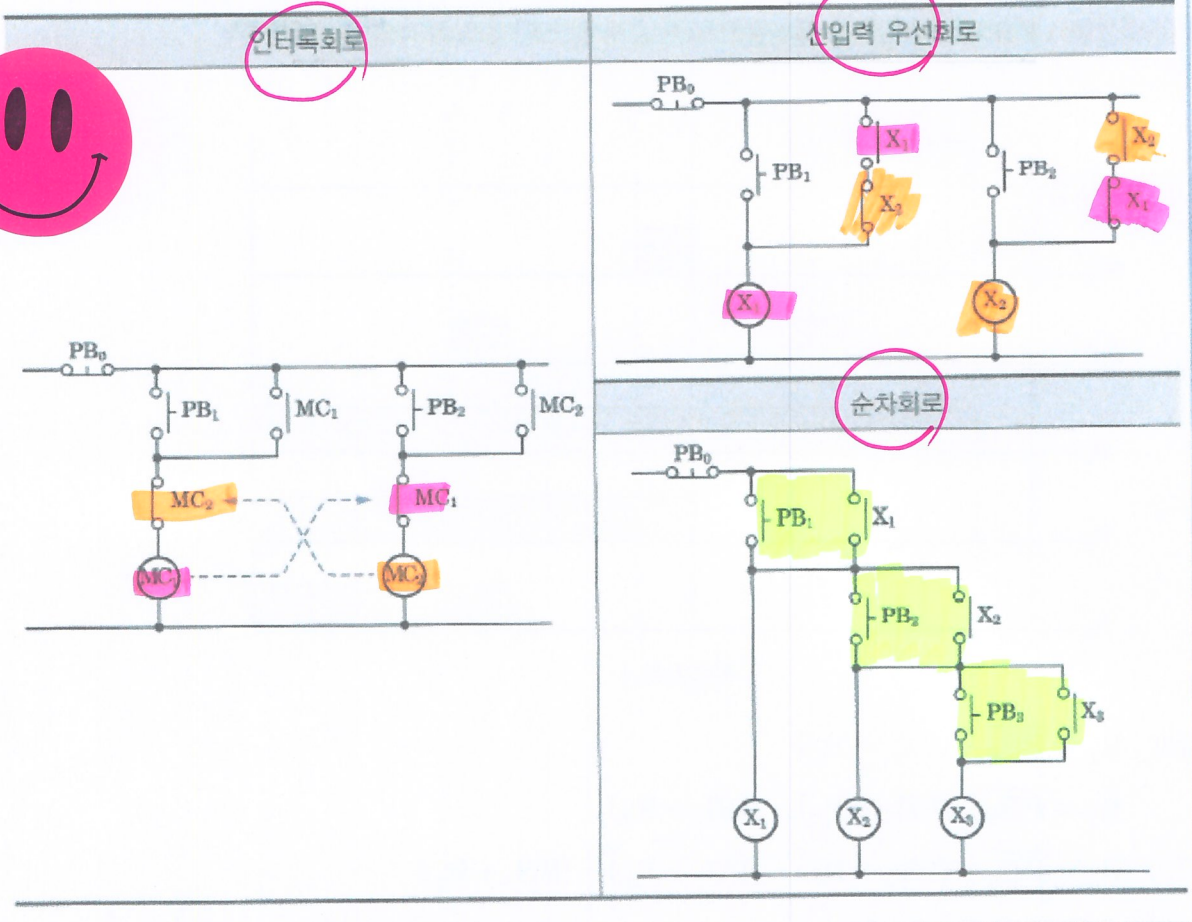 인터록회로
PB₀
PB₁
MC₁
PB₂
MC₂
MC₂
MC₁
MC₁
MC₂
신입력 우선회로
PB₀
PB₁
X₁
X₂
PB₂
X₂
X₁
X₁
X₂
순차회로
PB₀
PB₁
X₁
PB₂
X₂
PB₃
X₃
X₁
X₂
X₃